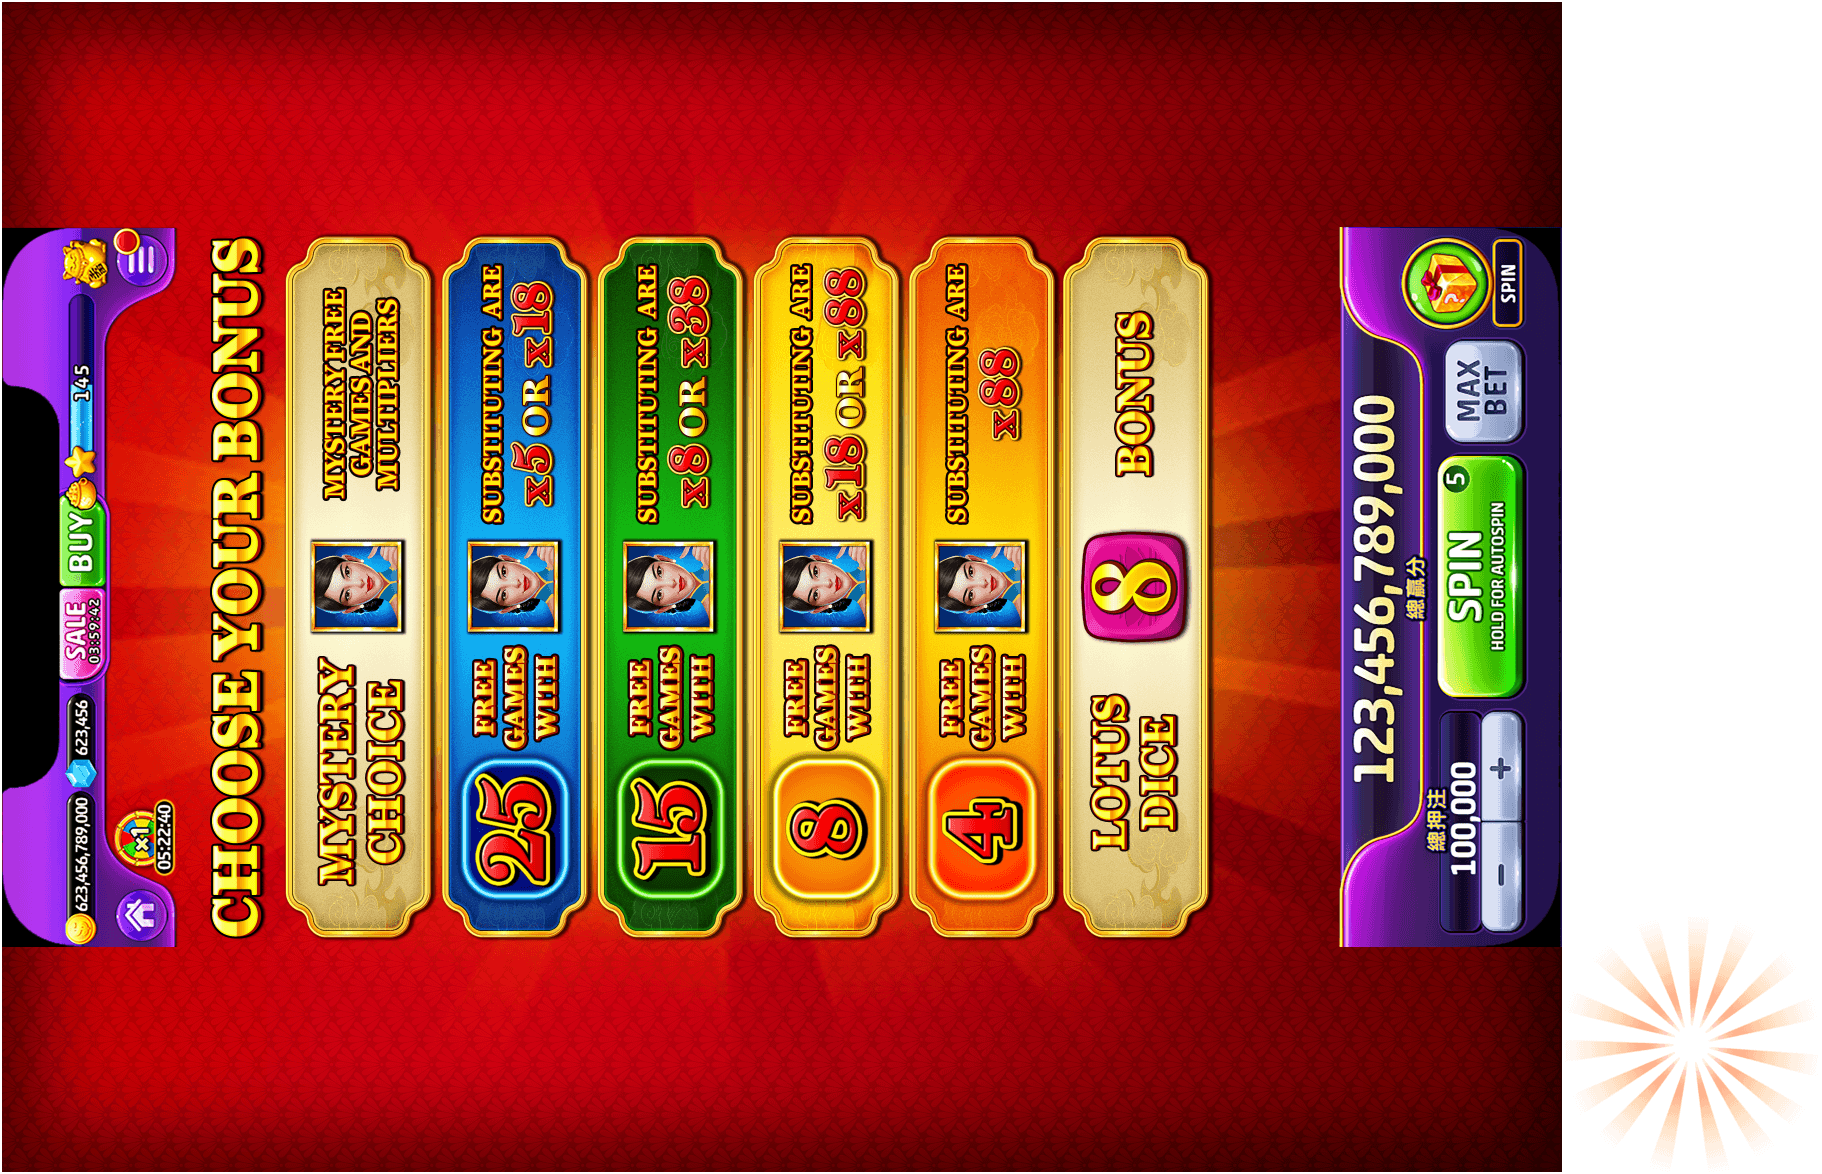 145
BUY
SALE
03:59:42
623,456
623,456,789,000
x1
05:22:40
CHOOSE YOUR BONUS
MYSTERY
CHOICE
MYSTERY FREE
GAMES AND
MULTIPLIERS
25
FREE
GAMES
WITH
SUBSTITUTING ARE
x5 OR x18
15
FREE
GAMES
WITH
SUBSTITUTING ARE
x8 OR x38
8
FREE
GAMES
WITH
SUBSTITUTING ARE
x18 OR x88
4
FREE
GAMES
WITH
SUBSTITUTING ARE
x88
LOTUS
DICE
8
BONUS
123,456,789,000
總贏分
總押注
100,000
-
+
SPIN
5
HOLD FOR AUTOSPIN
MAX
BET
SPIN